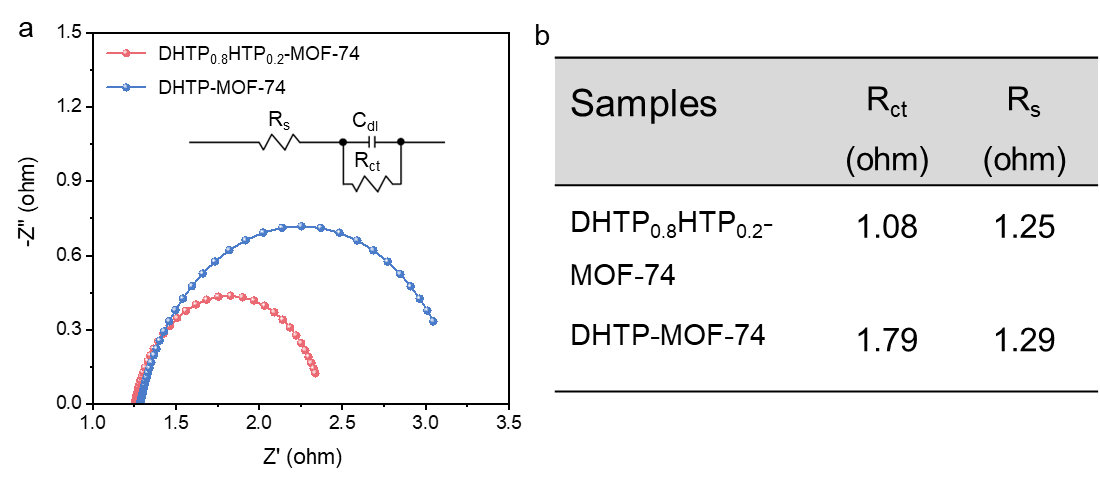 a
1.5
1.2
0.9
0.6
0.3
0.0
-Z" (ohm)
DHTP0.8HTP0.2-MOF-74
DHTP-MOF-74
Rs
Cdl
Rct
1.0 1.5 2.0 2.5 3.0 3.5
Z' (ohm)
b
Samples Rct Rs
(ohm) (ohm)
DHTP0.8HTP0.2- 1.08 1.25
MOF-74
DHTP-MOF-74 1.79 1.29